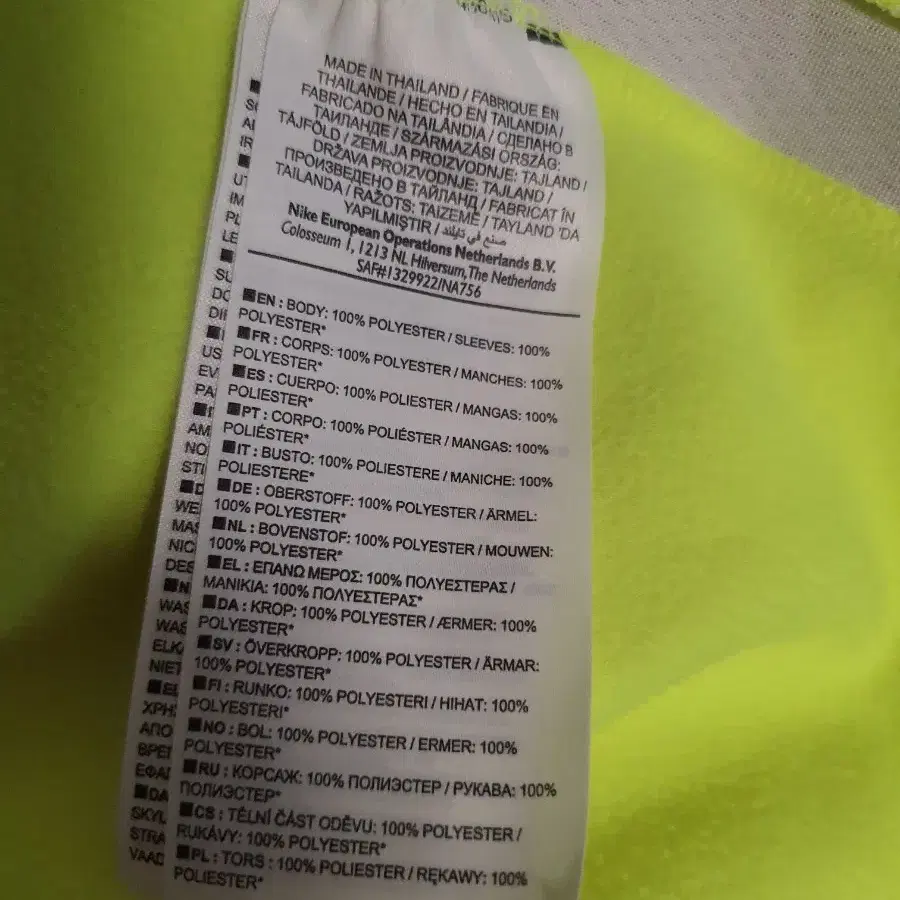 MADE IN THAILAND / FABRIQUE EN
THAILANDE / HECHO EN TAILANDIA /
FABRICADO NA TAILÂNDIA / СДЕЛАНО В
ТАИЛАНДЕ / SZÁRMAZÁSI ORSZÁG:
TÁJFÖLD / ZEMLJA PROIZVODNJE: TAJLAND /
DRŽAVA PROIZVODNJE: TAJLAND /
ПРОИЗВЕДЕНО В ТАЙЛАНД / FABRICAT ÎN
TAILANDA / RAŽOTS: TAIZEMĒ / TAYLAND 'DA
YAPILMIŞTIR / صنع في تايلند
Nike European Operations Netherlands B.V.
Colosseum 1, 1213 NL Hilversum, The Netherlands
SAF#1329922/NA756
EN : BODY: 100% POLYESTER / SLEEVES: 100%
POLYESTER*
FR : CORPS: 100% POLYESTER / MANCHES: 100%
POLYESTER*
ES : CUERPO: 100% POLIESTER / MANGAS: 100%
POLIESTER*
PT : CORPO: 100% POLIÉSTER / MANGAS: 100%
POLIÉSTER*
IT : BUSTO: 100% POLIESTERE / MANICHE: 100%
POLIESTERE*
DE : OBERSTOFF: 100% POLYESTER / ÄRMEL:
100% POLYESTER*
NL : BOVENSTOF: 100% POLYESTER / MOUWEN:
100% POLYESTER*
EL : ΕΠΑΝΩ ΜΕΡΟΣ: 100% ΠΟΛΥΕΣΤΕΡΑΣ /
ΜΑΝΙΚΙΑ: 100% ΠΟΛΥΕΣΤΕΡΑΣ*
DA : KROP: 100% POLYESTER / ÆRMER: 100%
POLYESTER*
SV : ÖVERKROPP: 100% POLYESTER / ÄRMAR:
100% POLYESTER*
FI : RUNKO: 100% POLYESTERI / HIHAT: 100%
POLYESTERI*
NO : BOL: 100% POLYESTER / ERMER: 100%
POLYESTER*
RU : КОРСАЖ: 100% ПОЛИЭСТЕР / РУКАВА: 100%
ПОЛИЭСТЕР*
CS : TĚLNÍ ČÁST ODĚVU: 100% POLYESTER /
RUKÁVY: 100% POLYESTER*
PL : TORS : 100% POLIESTER / RĘKAWY: 100%
POLIESTER*